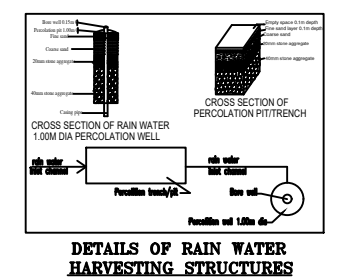 Bore well 0.15m
Percolation pit 1.00m
Fine sand
Coarse sand
20mm stone aggregate
40mm stone aggregate
Casing pipe
CROSS SECTION OF RAIN WATER
1.00M DIA PERCOLATION WELL
Empty space 0.1m depth
Fine sand layer 0.1m depth
Coarse sand
20mm stone aggregate
40mm stone aggregate
CROSS SECTION OF
PERCOLATION PIT/TRENCH
rain water
inlet channel
Percolation trench/pit
rain water
inlet channel
Bore well
Percolation well 1.00m dia
DETAILS OF RAIN WATER
HARVESTING STRUCTURES